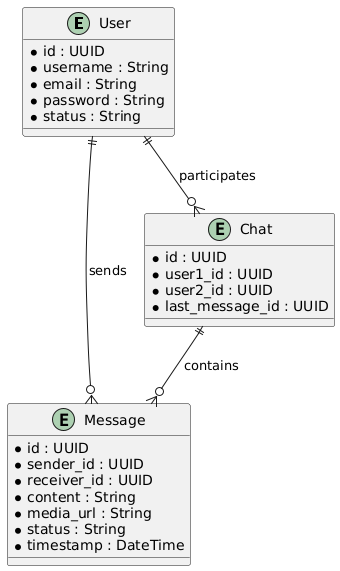 E User
* id : UUID
* username : String
* email : String
* password : String
* status : String
participates
E Chat
* id : UUID
* user1_id : UUID
* user2_id : UUID
* last_message_id : UUID
sends
contains
E Message
* id : UUID
* sender_id : UUID
* receiver_id : UUID
* content : String
* media_url : String
* status : String
* timestamp : DateTime